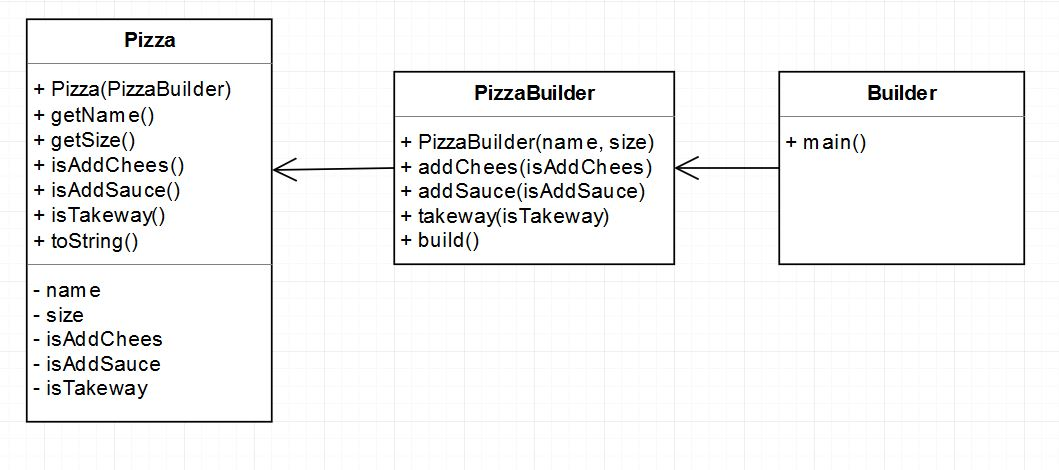 Pizza
+ Pizza(PizzaBuilder)
+ getName()
+ getSize()
+ isAddChees()
+ isAddSauce()
+ isTakeway()
+ toString()
- name
- size
- isAddChees
- isAddSauce
- isTakeway
PizzaBuilder
+ PizzaBuilder(name, size)
+ addChees(isAddChees)
+ addSauce(isAddSauce)
+ takeway(isTakeway)
+ build()
Builder
+ main()